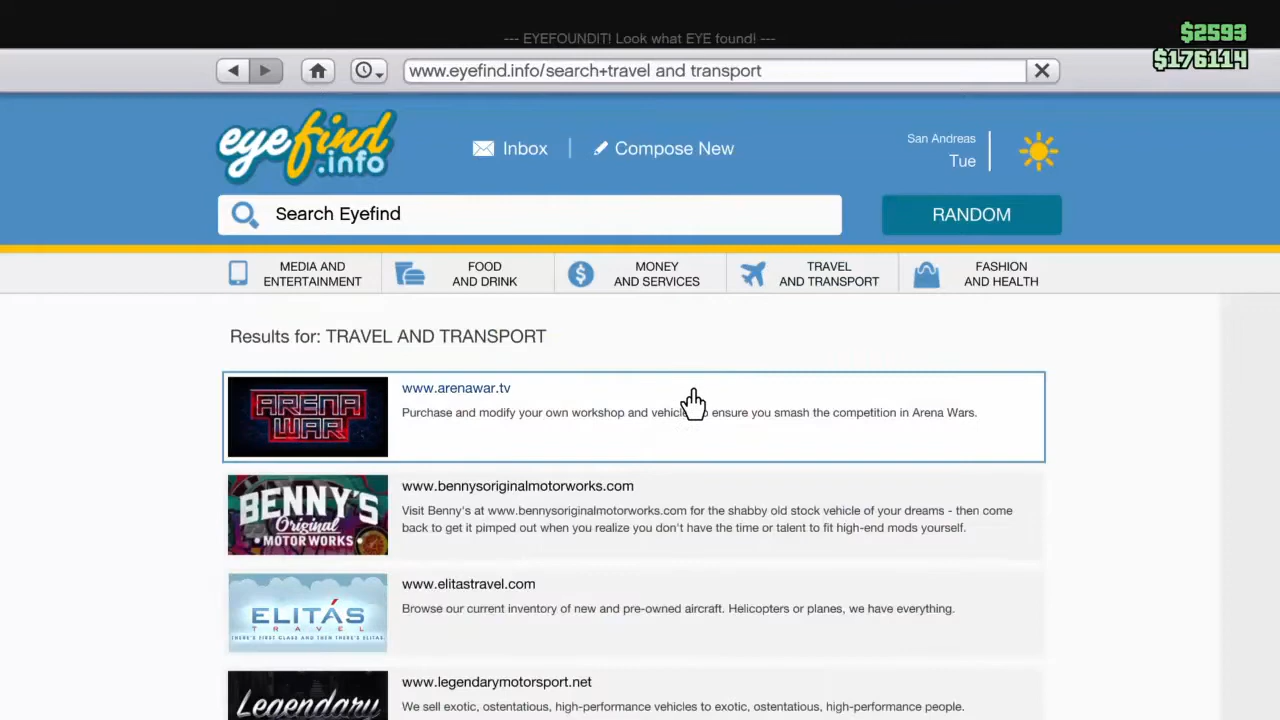 --- EYEFOUNDIT! Look what EYE found! ---
$2593
$176114
www.eyefind.info/search+travel and transport
eyefind
.info
Inbox
Compose New
San Andreas
Tue
Search Eyefind
RANDOM
MEDIA AND
ENTERTAINMENT
FOOD
AND DRINK
MONEY
AND SERVICES
TRAVEL
AND TRANSPORT
FASHION
AND HEALTH
Results for: TRAVEL AND TRANSPORT
ARENA
WAR
www.arenawar.tv
Purchase and modify your own workshop and ensure you smash the competition in Arena Wars.
BENNY'S
Original
• MOTOR WORKS •
www.bennysoriginalmotorworks.com
Visit Benny's at www.bennysoriginalmotorworks.com for the shabby old stock vehicle of your dreams - then come
back to get it pimped out when you realize you don't have the time or talent to fit high-end mods yourself.
ELITÁS
TRAVEL
THERE'S FIRST CLASS AND THEN THERE'S ELITAS
www.elitastravel.com
Browse our current inventory of new and pre-owned aircraft. Helicopters or planes, we have everything.
Legendary
www.legendarymotorsport.net
We sell exotic, ostentatious, high-performance vehicles to exotic, ostentatious, high-performance people.